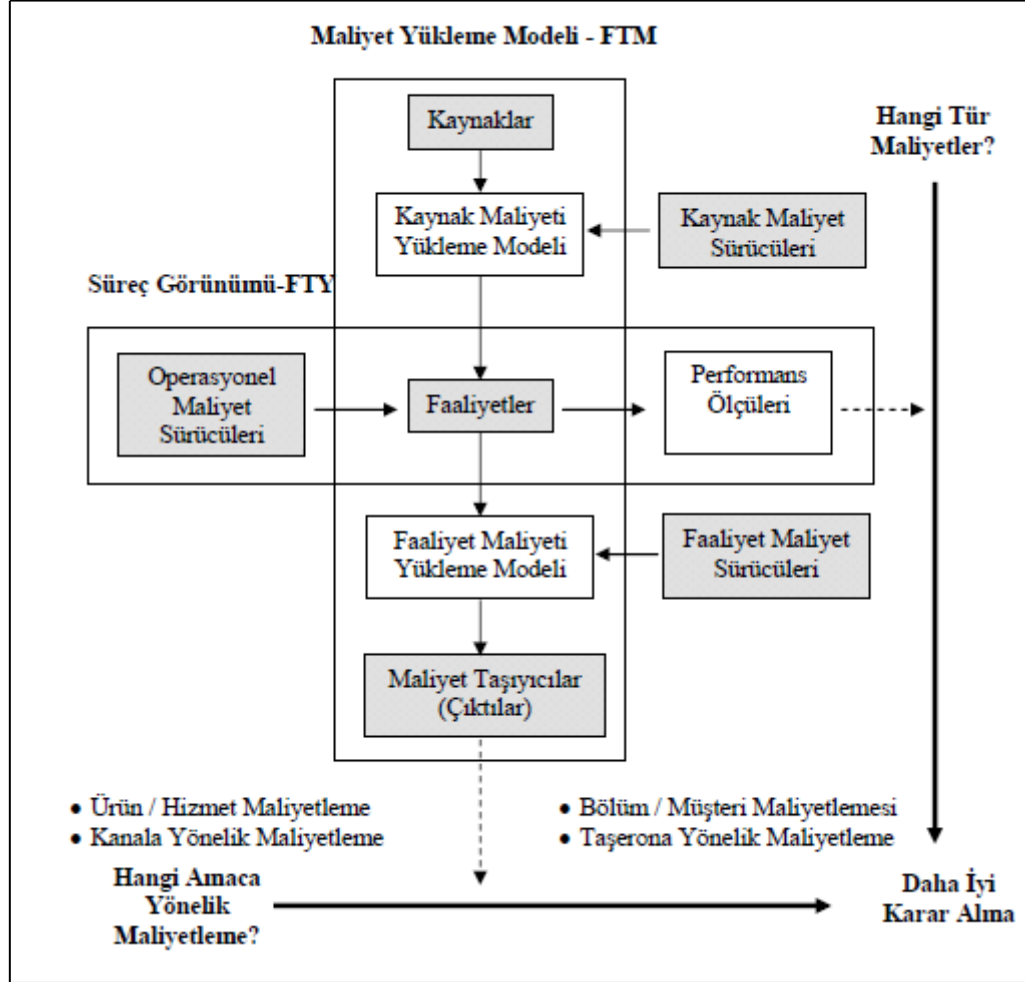 Maliyet Yükleme Modeli - FTM
Kaynaklar
Hangi Tür
Maliyetler?
Kaynak Maliyeti
Yükleme Modeli
Kaynak Maliyet
Sürücüleri
Süreç Görünümü-FTY
Operasyonel
Maliyet
Sürücüleri
Faaliyetler
Performans
Ölçüleri
Faaliyet Maliyeti
Yükleme Modeli
Faaliyet Maliyet
Sürücüleri
Maliyet Taşıyıcılar
(Çıktılar)
• Ürün / Hizmet Maliyetleme
• Kanala Yönelik Maliyetleme
• Bölüm / Müşteri Maliyetlemesi
• Taşerona Yönelik Maliyetleme
Hangi Amaca
Yönelik
Maliyetleme?
Daha İyi
Karar Alma